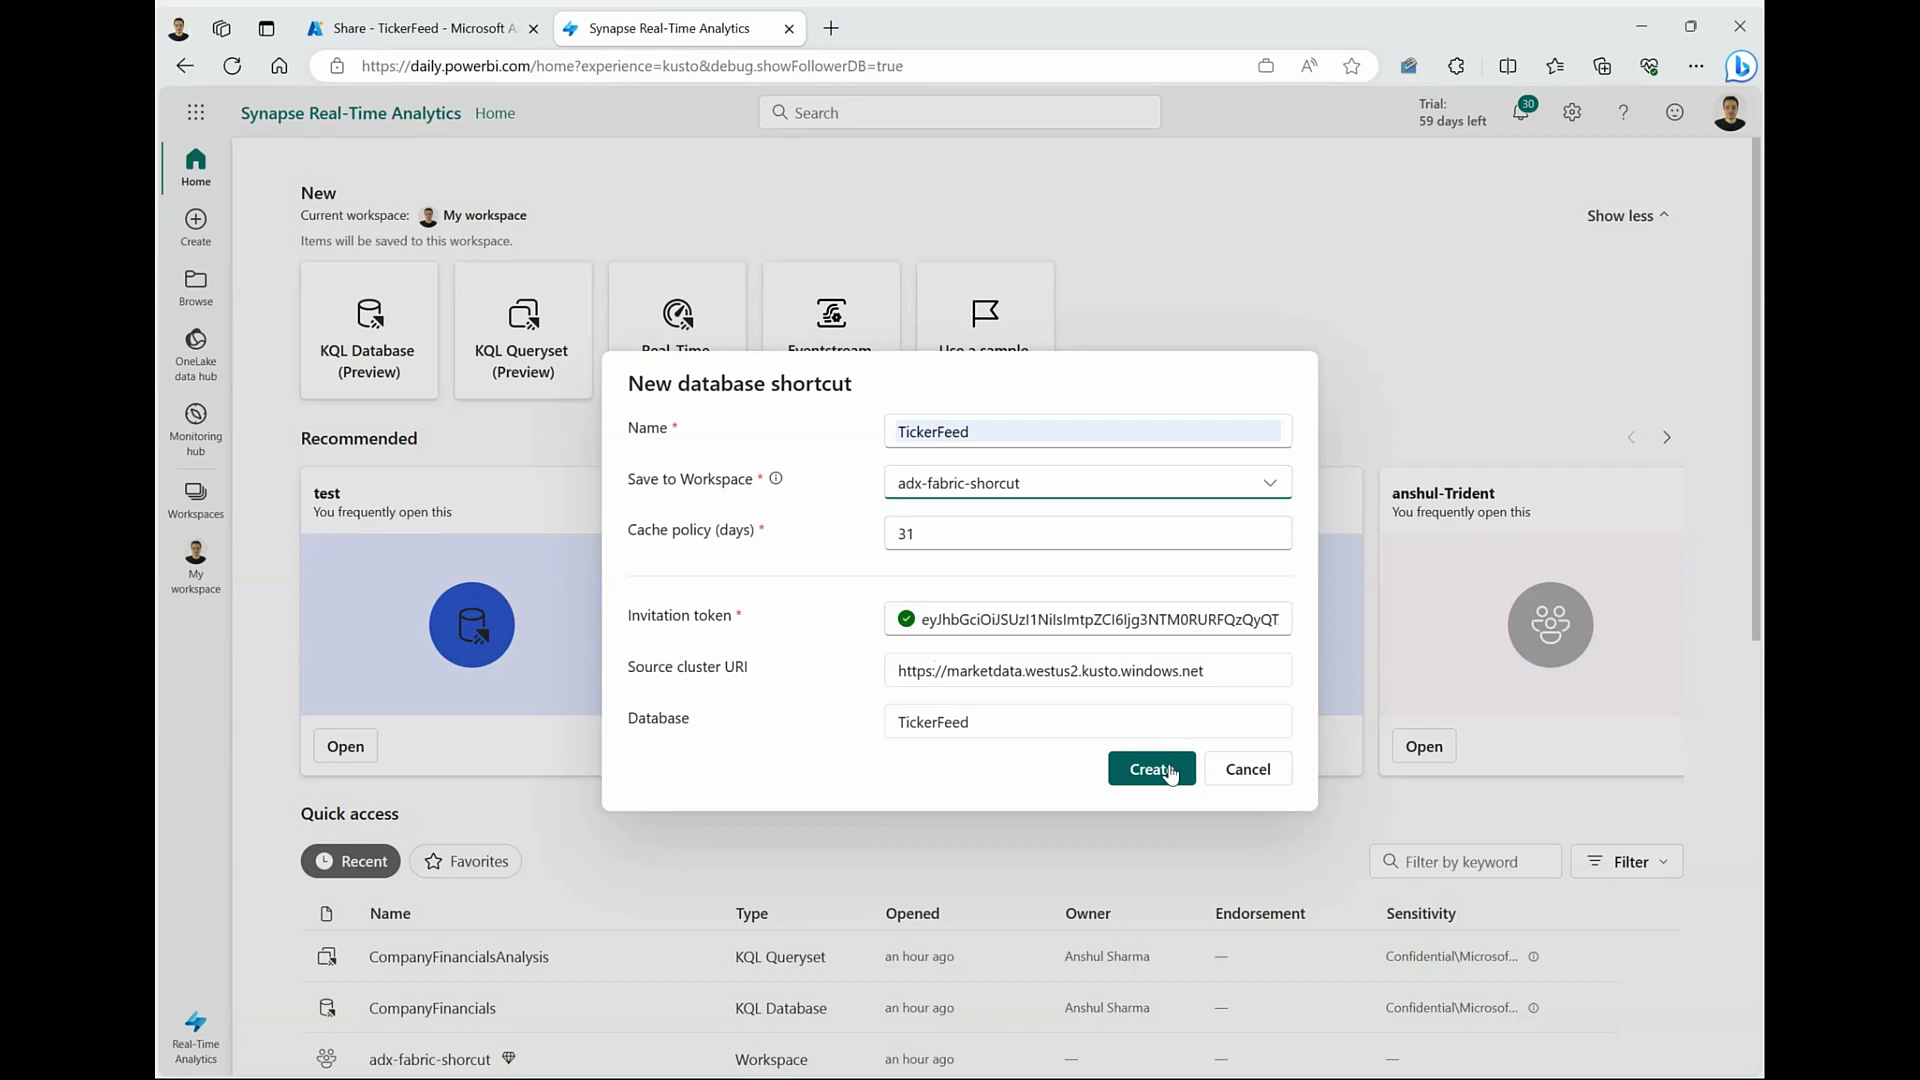 Share - TickerFeed - Microsoft A
Synapse Real-Time Analytics
https://daily.powerbi.com/home?experience=kusto&debug.showFollowerDB=true
Synapse Real-Time Analytics Home
Search
Trial:
59 days left
30
Home
Create
Browse
OneLake
data hub
Monitoring
hub
Workspaces
My
workspace
Real-Time
Analytics
New
Current workspace: My workspace
Items will be saved to this workspace.
Show less
KQL Database
(Preview)
KQL Queryset
(Preview)
Real-Time
Eventstream
Use a sample
Recommended
test
You frequently open this
Open
anshul-Trident
You frequently open this
Open
New database shortcut
Name *
TickerFeed
Save to Workspace *
adx-fabric-shorcut
Cache policy (days) *
31
Invitation token *
Source cluster URI
https://marketdata.westus2.kusto.windows.net
Database
TickerFeed
Create
Cancel
Quick access
Recent
Favorites
Filter by keyword
Filter
Name Type Opened Owner Endorsement Sensitivity
CompanyFinancialsAnalysis KQL Queryset an hour ago Anshul Sharma — Confidential\Microsof...
CompanyFinancials KQL Database an hour ago Anshul Sharma — Confidential\Microsof...
adx-fabric-shorcut Workspace an hour ago — — —